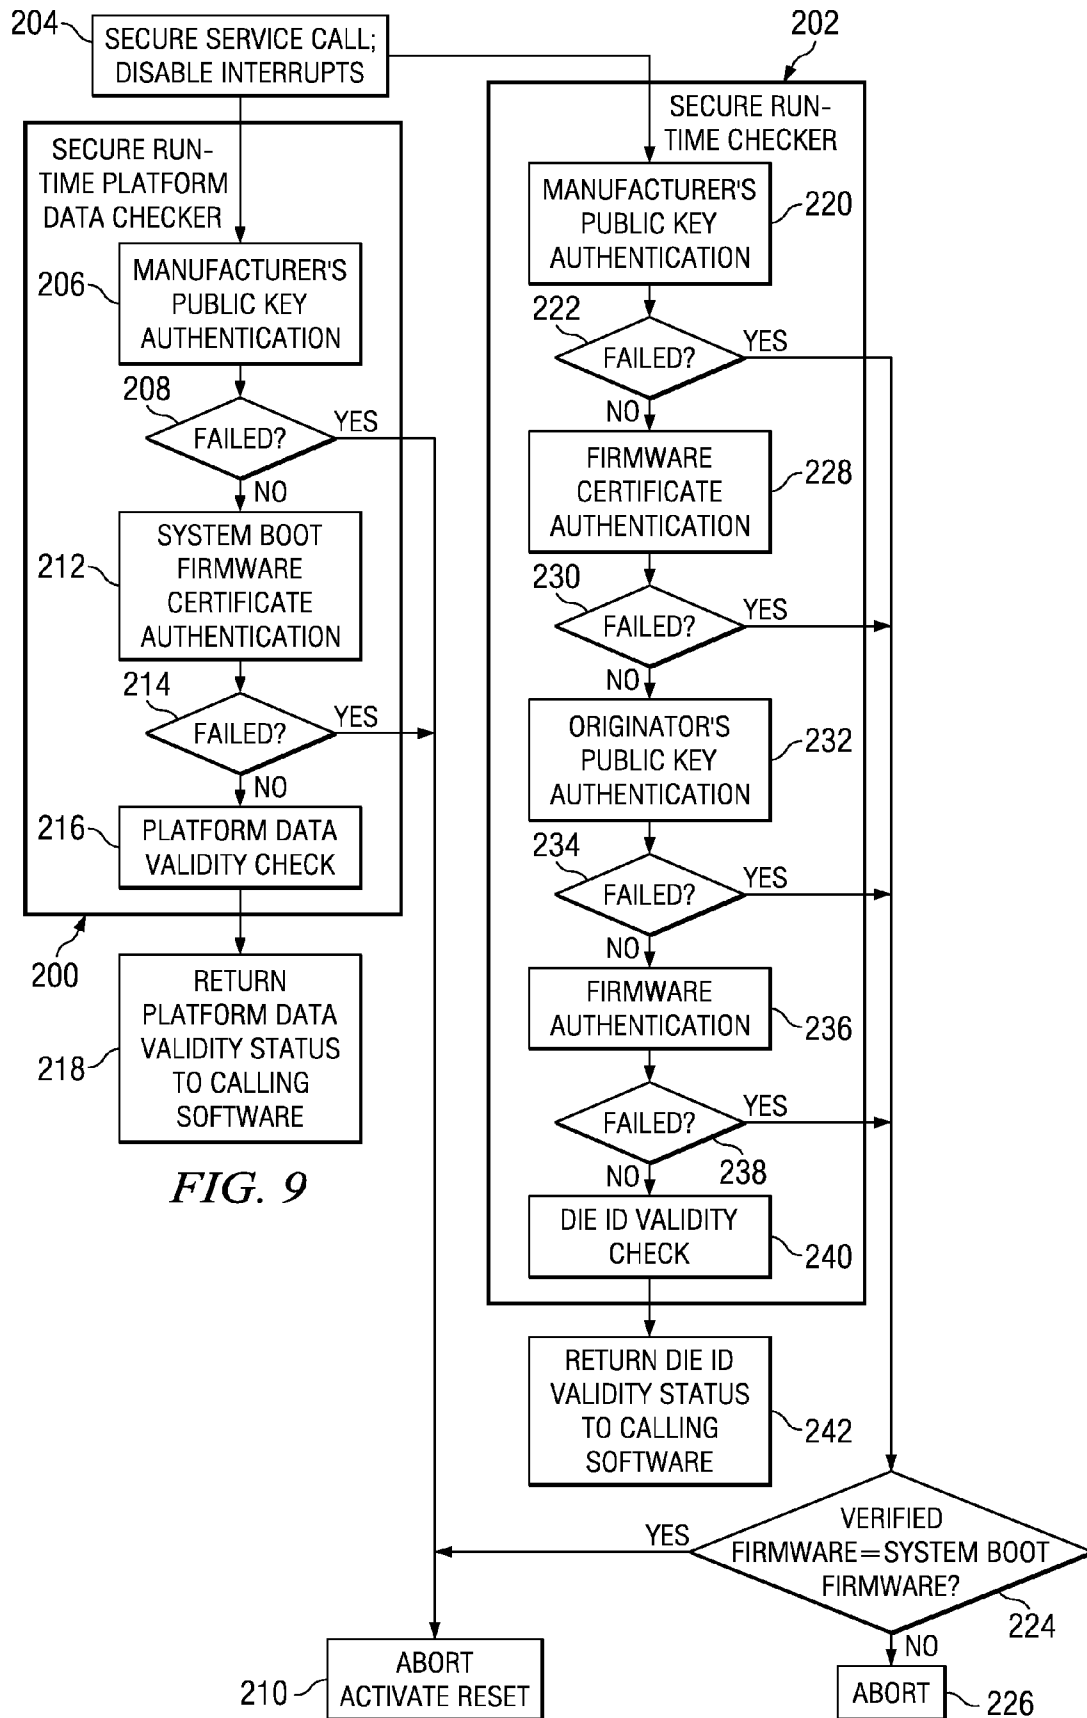 204
SECURE SERVICE CALL;
DISABLE INTERRUPTS
202
SECURE RUN-
TIME PLATFORM
DATA CHECKER
206
MANUFACTURER'S
PUBLIC KEY
AUTHENTICATION
208
FAILED?
YES
NO
212
SYSTEM BOOT
FIRMWARE
CERTIFICATE
AUTHENTICATION
214
FAILED?
YES
NO
216
PLATFORM DATA
VALIDITY CHECK
200
218
RETURN
PLATFORM DATA
VALIDITY STATUS
TO CALLING
SOFTWARE
FIG. 9
SECURE RUN-
TIME CHECKER
MANUFACTURER'S
PUBLIC KEY
AUTHENTICATION
220
222
FAILED?
YES
NO
FIRMWARE
CERTIFICATE
AUTHENTICATION
228
230
FAILED?
YES
NO
ORIGINATOR'S
PUBLIC KEY
AUTHENTICATION
232
234
FAILED?
YES
NO
FIRMWARE
AUTHENTICATION
236
FAILED?
YES
238
NO
DIE ID VALIDITY
CHECK
240
RETURN DIE ID
VALIDITY STATUS
TO CALLING
SOFTWARE
242
VERIFIED
FIRMWARE=SYSTEM BOOT
FIRMWARE?
YES
224
NO
210
ABORT
ACTIVATE RESET
ABORT
226